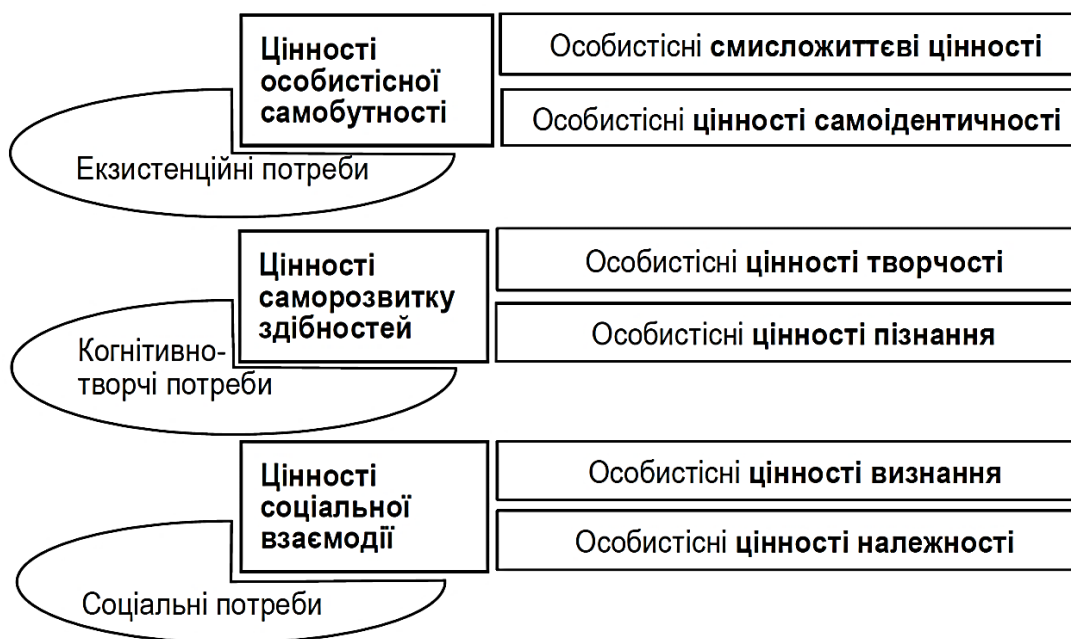 Цінності
особистісної
самобутності
Особистісні смисложиттєві цінності
Особистісні цінності самоідентичності
Екзистенційні потреби
Цінності
саморозвитку
здібностей
Особистісні цінності творчості
Особистісні цінності пізнання
Когнітивно-
творчі потреби
Цінності
соціальної
взаємодії
Особистісні цінності визнання
Особистісні цінності належності
Соціальні потреби